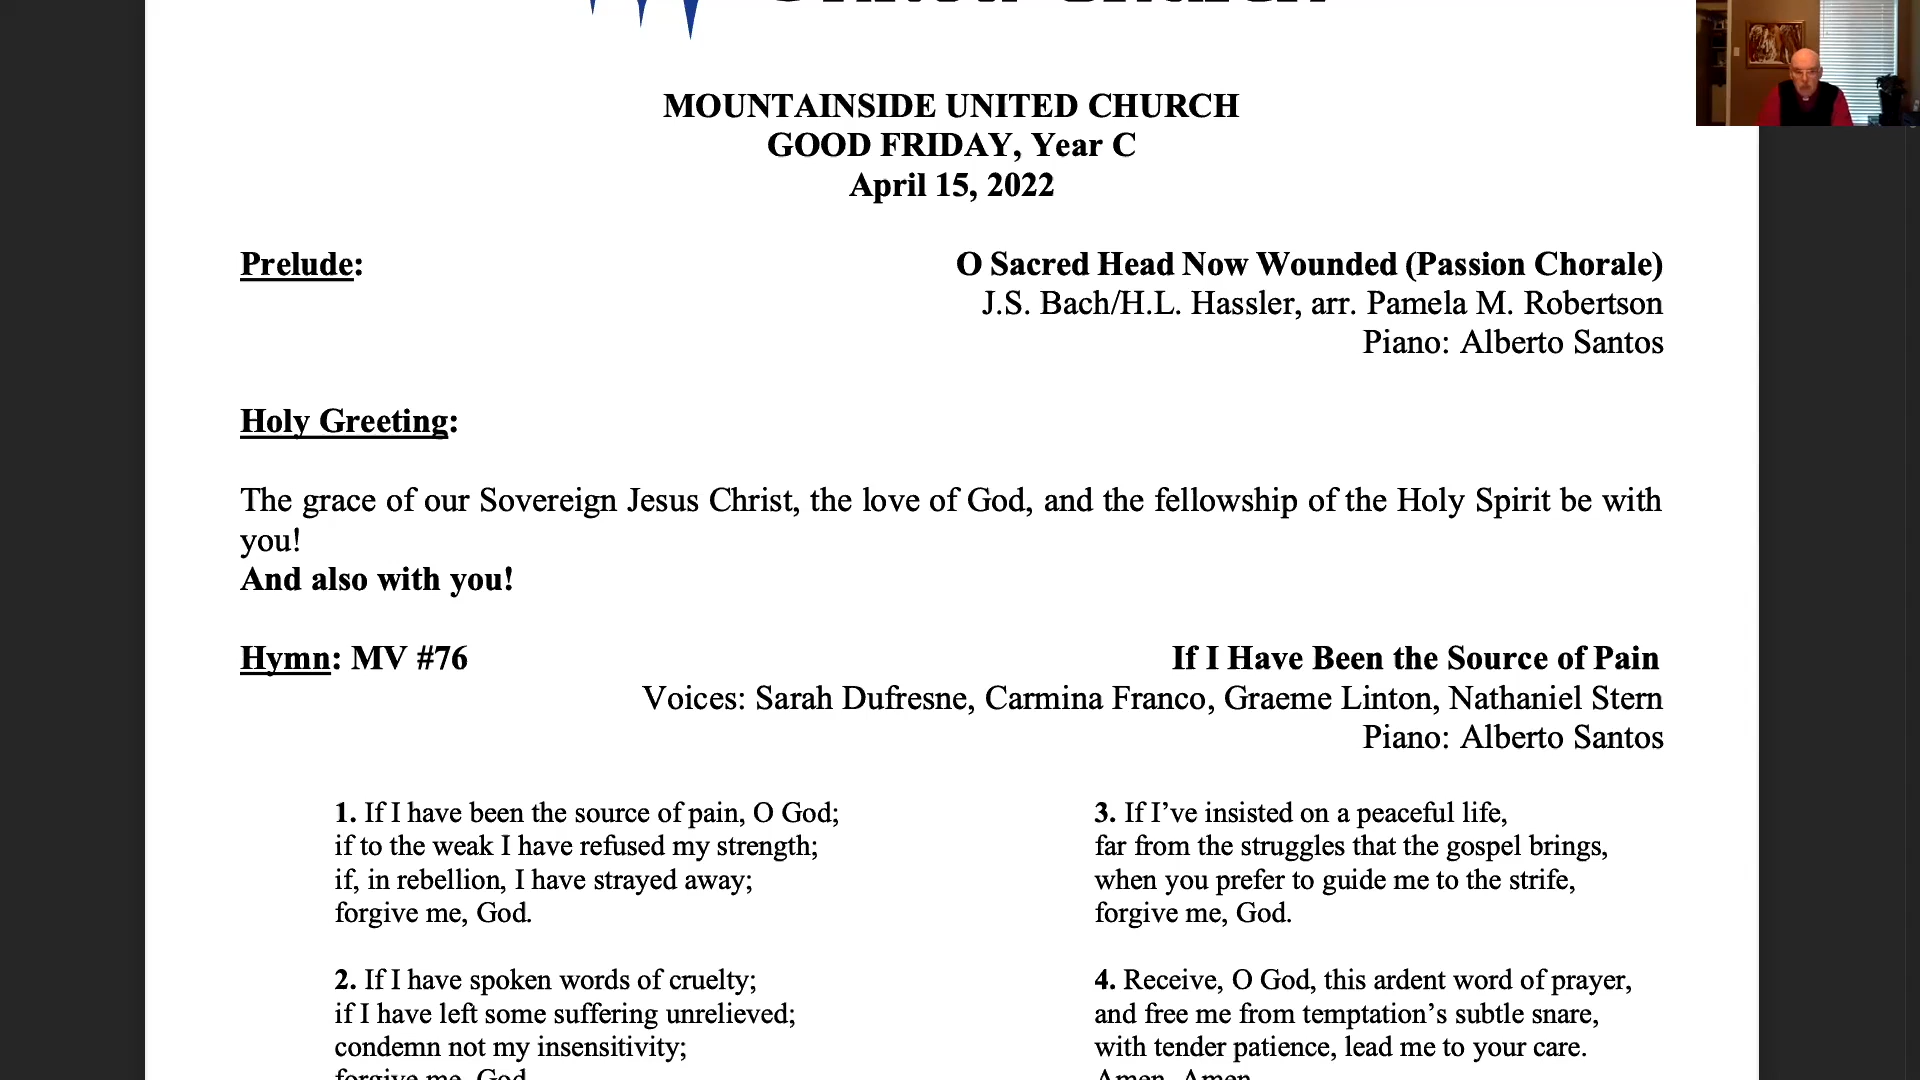 MOUNTAINSIDE UNITED CHURCH
GOOD FRIDAY, Year C
April 15, 2022
Prelude: O Sacred Head Now Wounded (Passion Chorale)
J.S. Bach/H.L. Hassler, arr. Pamela M. Robertson
Piano: Alberto Santos
Holy Greeting:
The grace of our Sovereign Jesus Christ, the love of God, and the fellowship of the Holy Spirit be with
you!
And also with you!
Hymn: MV #76 If I Have Been the Source of Pain
Voices: Sarah Dufresne, Carmina Franco, Graeme Linton, Nathaniel Stern
Piano: Alberto Santos
1. If I have been the source of pain, O God;
if to the weak I have refused my strength;
if, in rebellion, I have strayed away;
forgive me, God.
2. If I have spoken words of cruelty;
if I have left some suffering unrelieved;
condemn not my insensitivity;
forgive me, God.
3. If I’ve insisted on a peaceful life,
far from the struggles that the gospel brings,
when you prefer to guide me to the strife,
forgive me, God.
4. Receive, O God, this ardent word of prayer,
and free me from temptation’s subtle snare,
with tender patience, lead me to your care.
Amen, Amen.